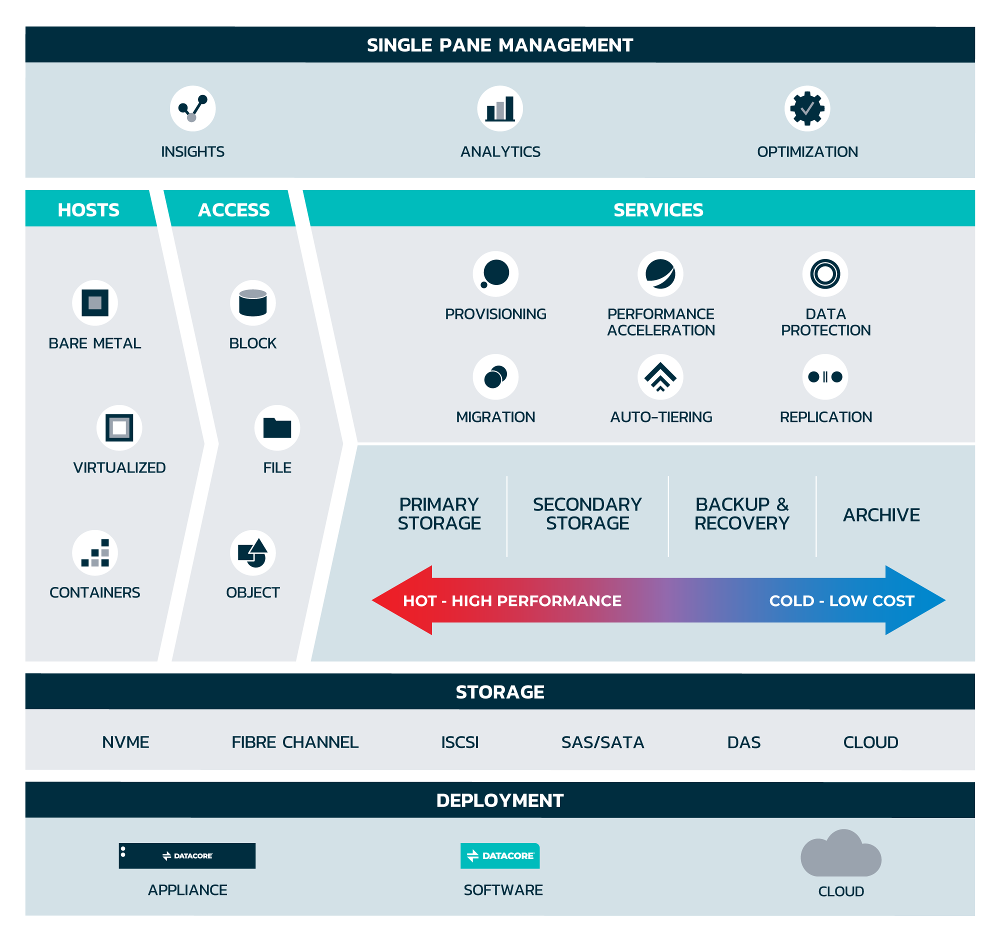 SINGLE PANE MANAGEMENT
INSIGHTS
ANALYTICS
OPTIMIZATION
HOSTS
ACCESS
SERVICES
BARE METAL
VIRTUALIZED
CONTAINERS
BLOCK
FILE
OBJECT
PROVISIONING
PERFORMANCE
ACCELERATION
DATA
PROTECTION
MIGRATION
AUTO-TIERING
REPLICATION
PRIMARY
STORAGE
SECONDARY
STORAGE
BACKUP &
RECOVERY
ARCHIVE
HOT - HIGH PERFORMANCE
COLD - LOW COST
STORAGE
NVME
FIBRE CHANNEL
ISCSI
SAS/SATA
DAS
CLOUD
DEPLOYMENT
DATACORE
APPLIANCE
DATACORE
SOFTWARE
CLOUD